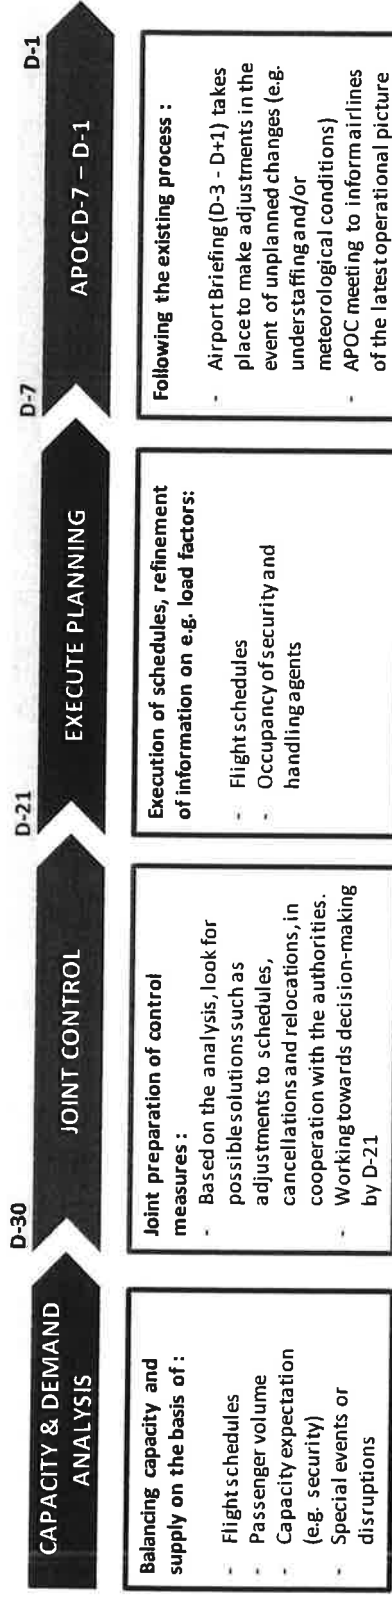 D-30
D-21
D-7
D-1
CAPACITY & DEMAND
ANALYSIS
JOINT CONTROL
EXECUTE PLANNING
APOC D-7 – D-1
Balancing capacity and
supply on the basis of :
- Flight schedules
- Passenger volume
- Capacity expectation
(e.g. security)
- Special events or
disruptions
Joint preparation of control
measures :
- Based on the analysis, look for
possible solutions such as
adjustments to schedules,
cancellations and relocations, in
cooperation with the authorities.
- Working towards decision-making
by D-21
Execution of schedules, refinement
of information on e.g. load factors:
- Flight schedules
- Occupancy of security and
handling agents
Following the existing process :
- Airport Briefing (D-3 - D+1) takes
place to make adjustments in the
event of unplanned changes (e.g.
understaffing and/or
meteorological conditions)
- APOC meeting to inform airlines
of the latest operational picture